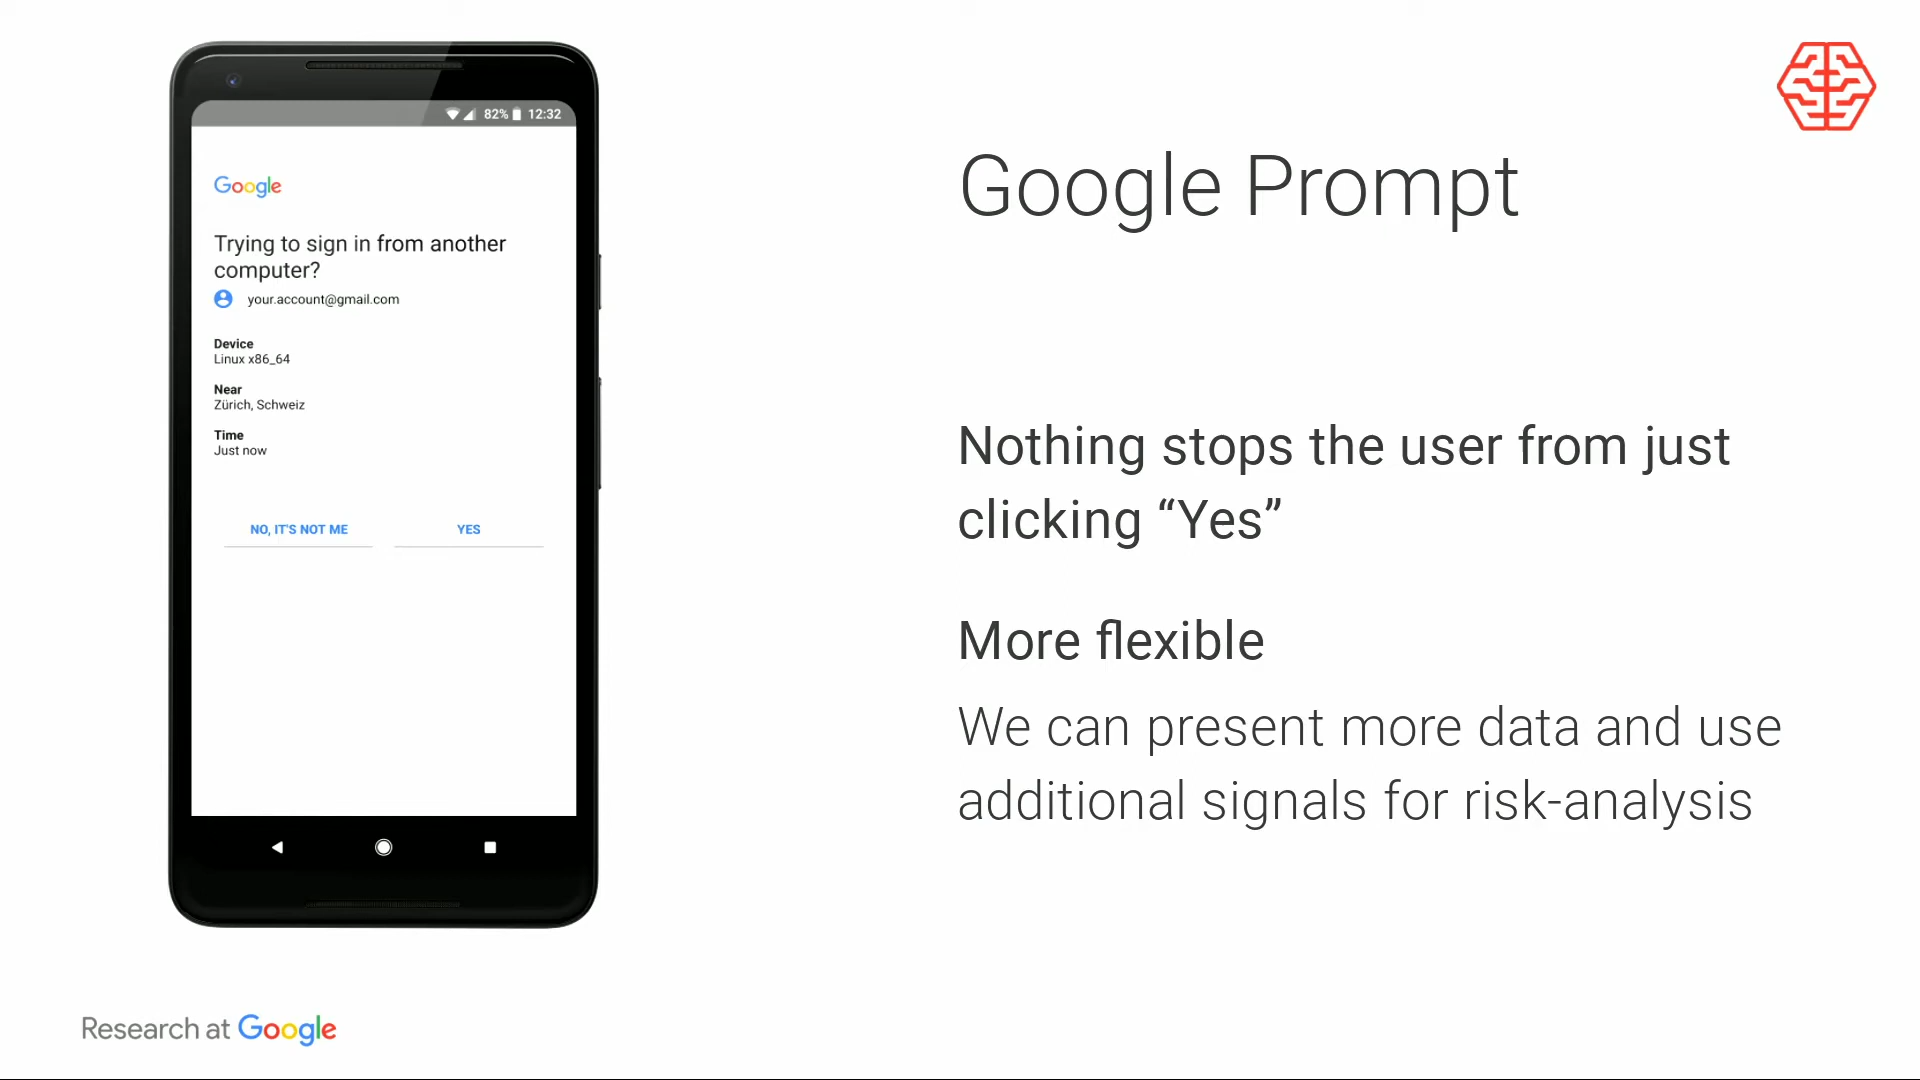 82% 12:32
Google
Trying to sign in from another
computer?
your.account@gmail.com
Device
Linux x86_64
Near
Zürich, Schweiz
Time
Just now
NO, IT'S NOT ME YES
Google Prompt
Nothing stops the user from just
clicking “Yes”
More flexible
We can present more data and use
additional signals for risk-analysis
Research at Google